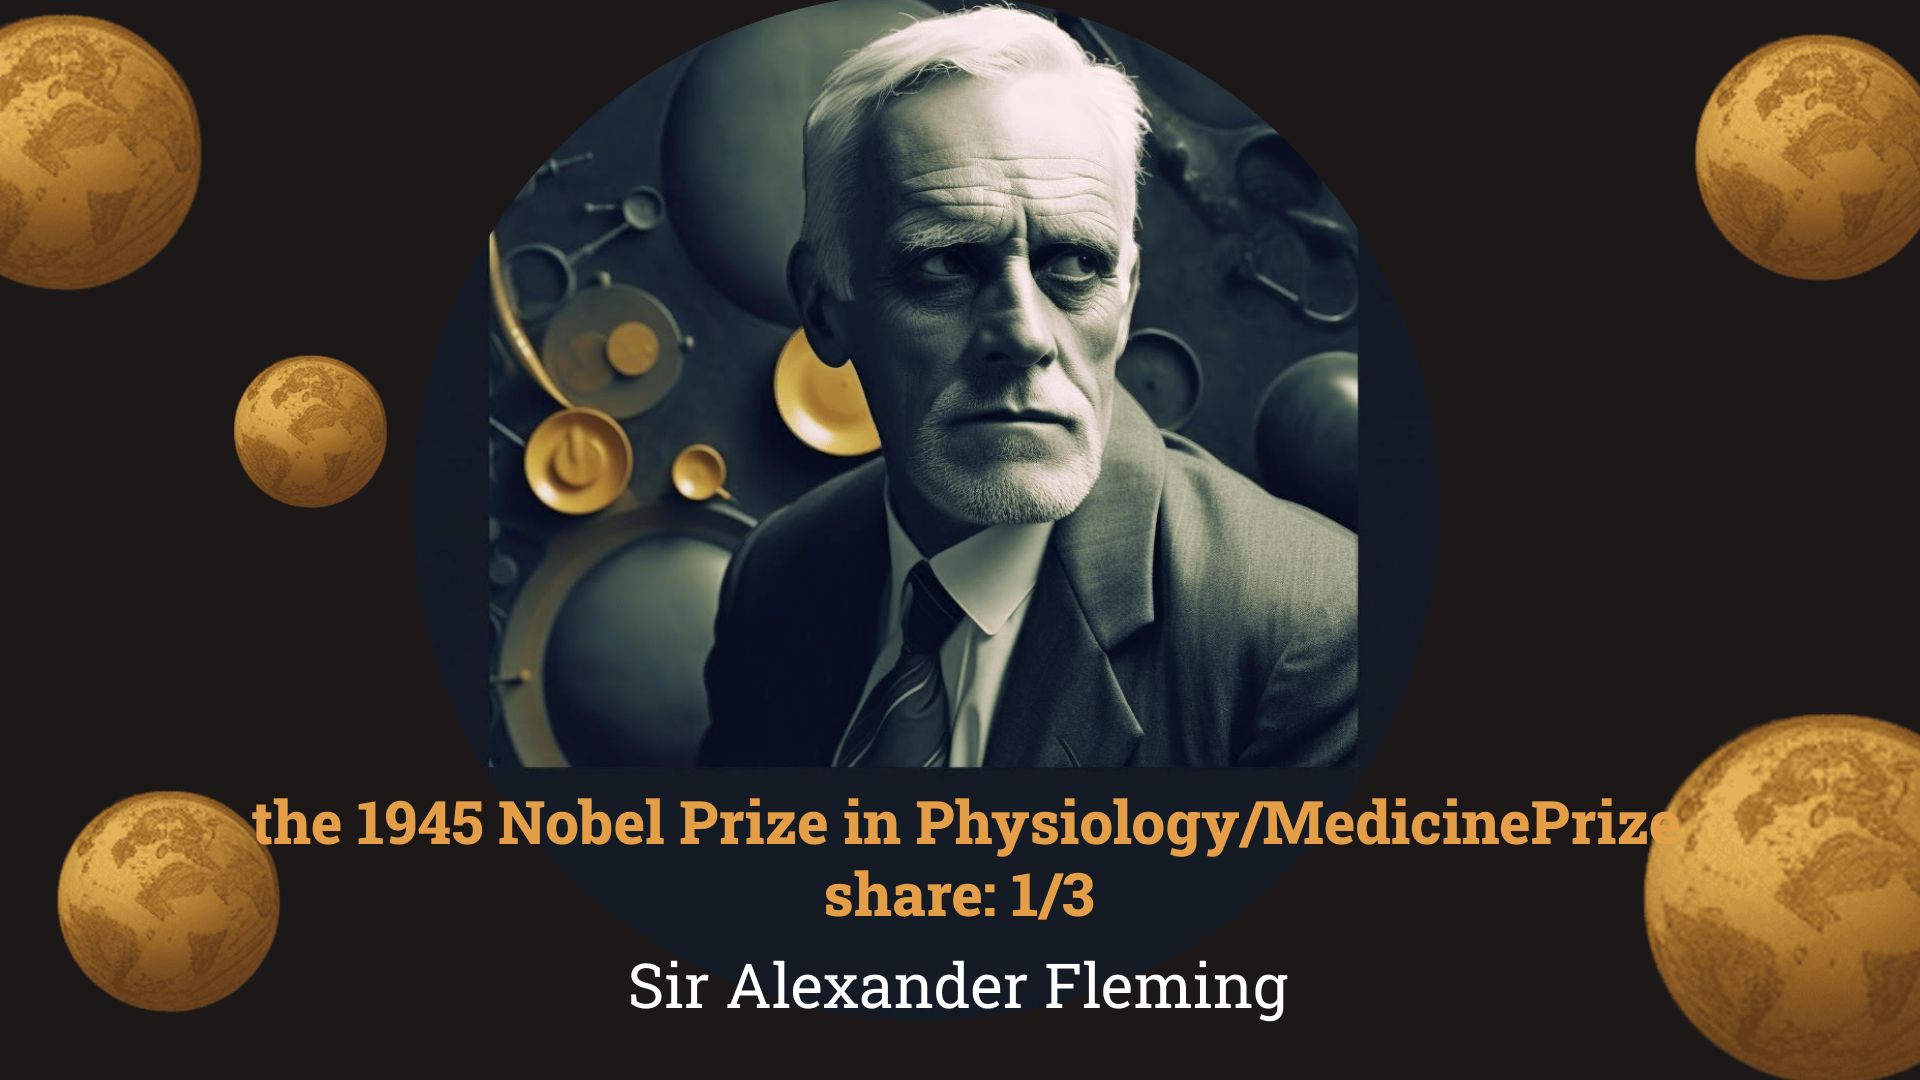 the 1945 Nobel Prize in Physiology/MedicinePrize
share: 1/3
Sir Alexander Fleming